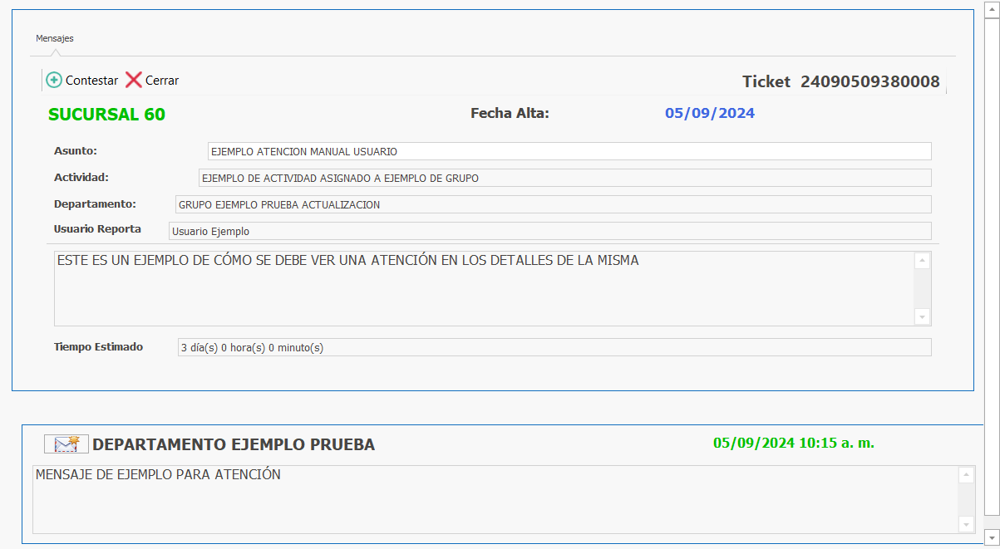 Mensajes
Contestar Cerrar Ticket 24090509380008
SUCURSAL 60 Fecha Alta: 05/09/2024
Asunto: EJEMPLO ATENCION MANUAL USUARIO
Actividad: EJEMPLO DE ACTIVIDAD ASIGNADO A EJEMPLO DE GRUPO
Departamento: GRUPO EJEMPLO PRUEBA ACTUALIZACION
Usuario Reporta Usuario Ejemplo
ESTE ES UN EJEMPLO DE CÓMO SE DEBE VER UNA ATENCIÓN EN LOS DETALLES DE LA MISMA
Tiempo Estimado 3 día(s) 0 hora(s) 0 minuto(s)
DEPARTAMENTO EJEMPLO PRUEBA 05/09/2024 10:15 a. m.
MENSAJE DE EJEMPLO PARA ATENCIÓN